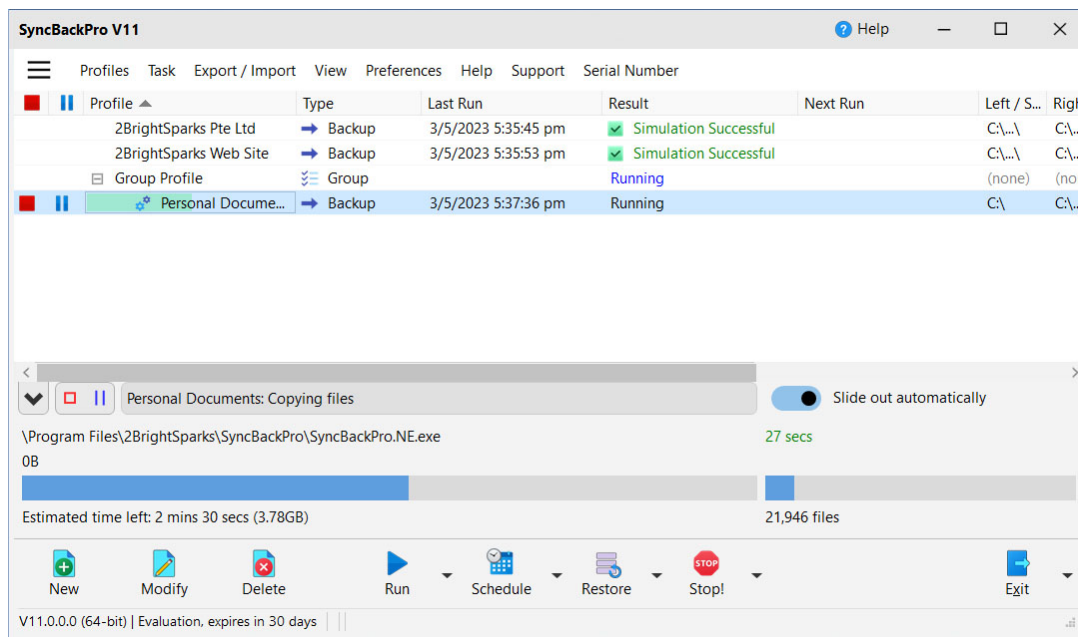 SyncBackPro V11 ? Help
Profiles Task Export / Import View Preferences Help Support Serial Number
Profile Type Last Run Result Next Run Left / S... Righ
2BrightSparks Pte Ltd Backup 3/5/2023 5:35:45 pm Simulation Successful C:\...\ C:\..
2BrightSparks Web Site Backup 3/5/2023 5:35:53 pm Simulation Successful C:\...\ C:\..
Group Profile Group Running (none) (no
Personal Docume... Backup 3/5/2023 5:37:36 pm Running C:\ C:\..
Personal Documents: Copying files Slide out automatically
\Program Files\2BrightSparks\SyncBackPro\SyncBackPro.NE.exe 27 secs
0B
Estimated time left: 2 mins 30 secs (3.78GB) 21,946 files
STOP
New Modify Delete Run Schedule Restore Stop! Exit
V11.0.0.0 (64-bit) | Evaluation, expires in 30 days